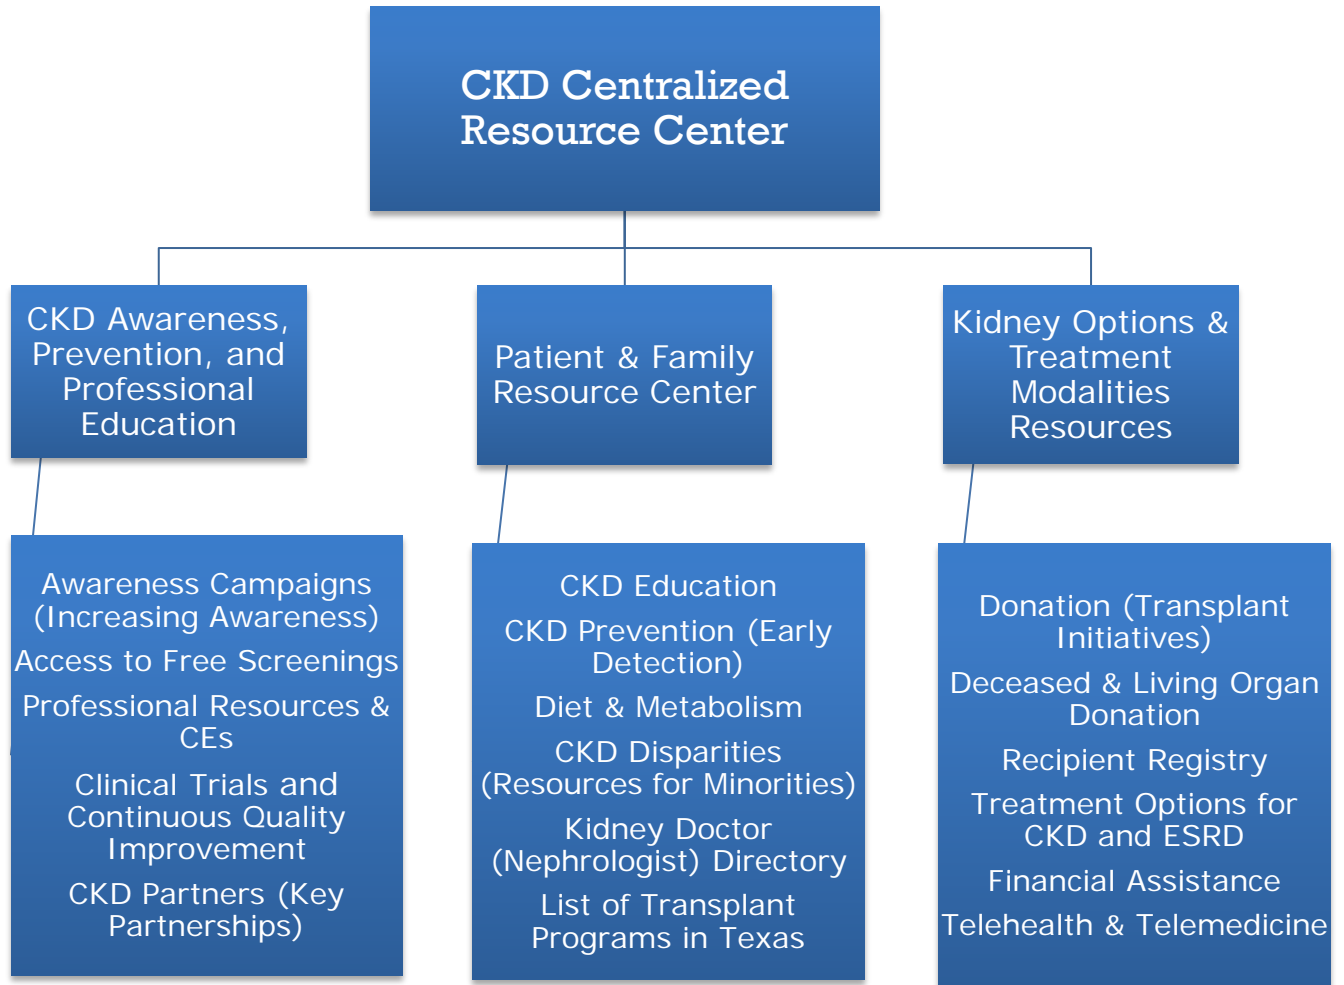 CKD Centralized
Resource Center
CKD Awareness,
Prevention, and
Professional
Education
Patient & Family
Resource Center
Kidney Options &
Treatment
Modalities
Resources
Awareness Campaigns
(Increasing Awareness)
Access to Free Screenings
Professional Resources &
CEs
Clinical Trials and
Continuous Quality
Improvement
CKD Partners (Key
Partnerships)
CKD Education
CKD Prevention (Early
Detection)
Diet & Metabolism
CKD Disparities
(Resources for Minorities)
Kidney Doctor
(Nephrologist) Directory
List of Transplant
Programs in Texas
Donation (Transplant
Initiatives)
Deceased & Living Organ
Donation
Recipient Registry
Treatment Options for
CKD and ESRD
Financial Assistance
Telehealth & Telemedicine